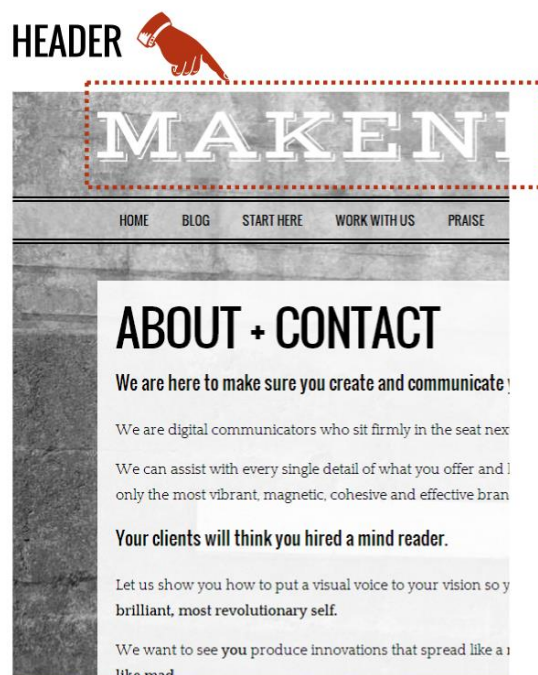 HEADER
MAKEN
HOME BLOG START HERE WORK WITH US PRAISE
ABOUT + CONTACT
We are here to make sure you create and communicate
We are digital communicators who sit firmly in the seat
We can assist with every single detail of what you offer and
only the most vibrant, magnetic, cohesive and effective
Your clients will think you hired a mind reader.
Let us show you how to put a visual voice to your vision so
brilliant, most revolutionary self.
We want to see you produce innovations that spread like a
like mad